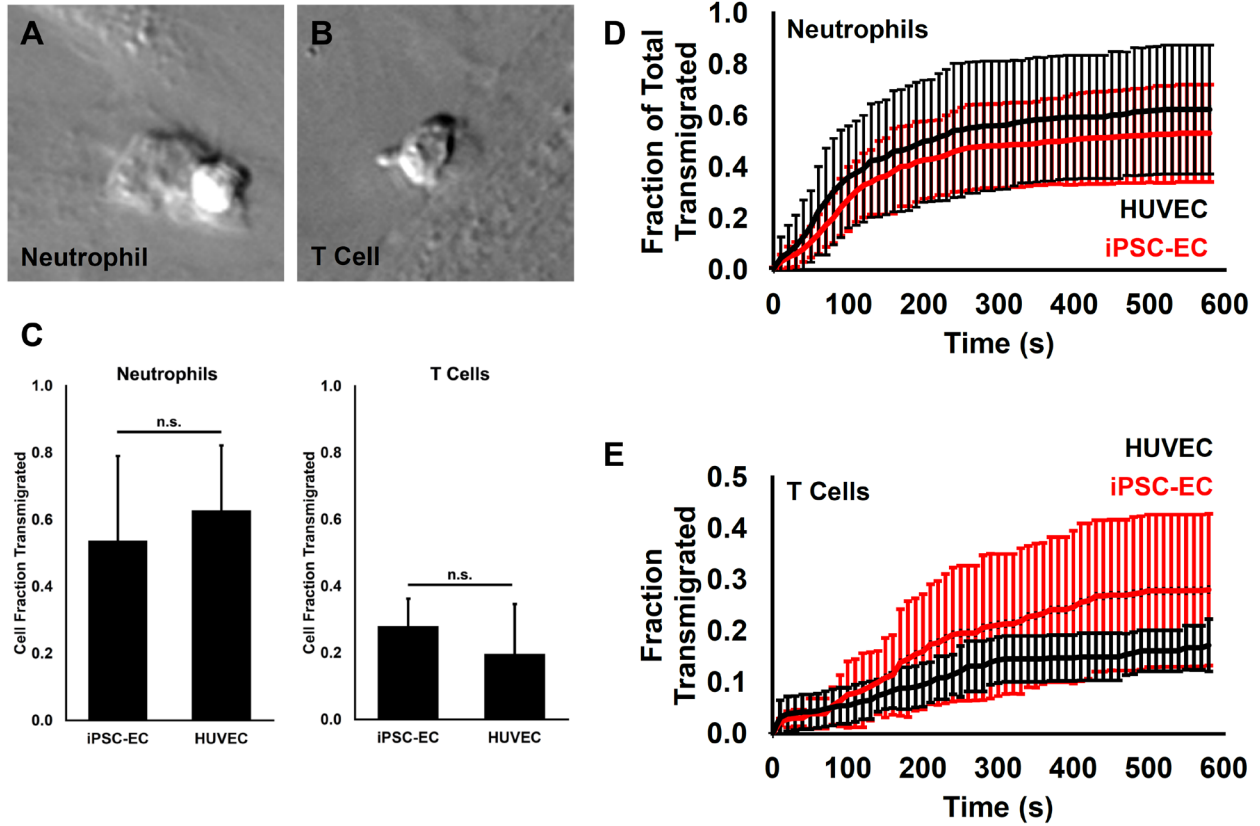 A
Neutrophil
B
T Cell
C
Neutrophils
Cell Fraction Transmigrated
1.0
0.8
0.6
0.4
0.2
0.0
n.s.
iPSC-EC
HUVEC
T Cells
Cell Fraction Transmigrated
1.0
0.8
0.6
0.4
0.2
0.0
n.s.
iPSC-EC
HUVEC
D
Neutrophils
Fraction of Total
Transmigrated
1.0
0.8
0.6
0.4
0.2
0.0
HUVEC
iPSC-EC
0 100 200 300 400 500 600
Time (s)
E
HUVEC
iPSC-EC
T Cells
Fraction
Transmigrated
0.5
0.4
0.3
0.2
0.1
0.0
0 100 200 300 400 500 600
Time (s)